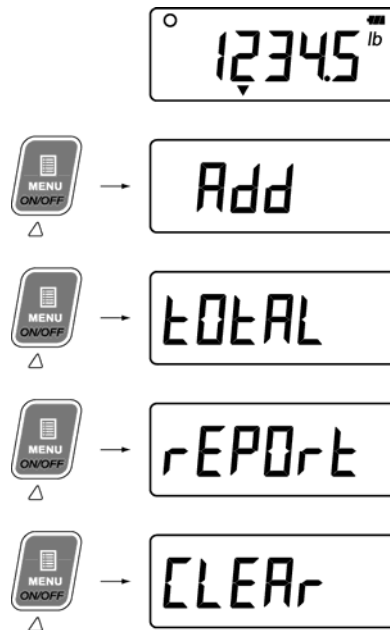 1234.5 lb
MENU
ON/OFF
Add
MENU
ON/OFF
tOtAL
MENU
ON/OFF
rEPOrt
MENU
ON/OFF
CLEAr